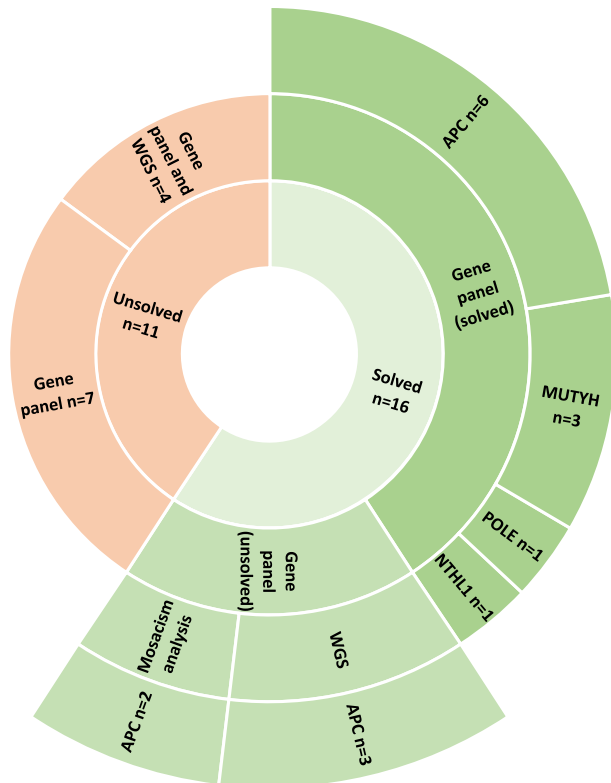 APC n=6
Gene
panel and
WGS n=4
Gene
panel
(solved)
Unsolved
n=11
Solved
n=16
Gene
panel n=7
MUTYH
n=3
POLE n=1
NTHL1 n=1
Gene
panel
(unsolved)
Mosacism
analysis
WGS
APC n=2
APC n=3